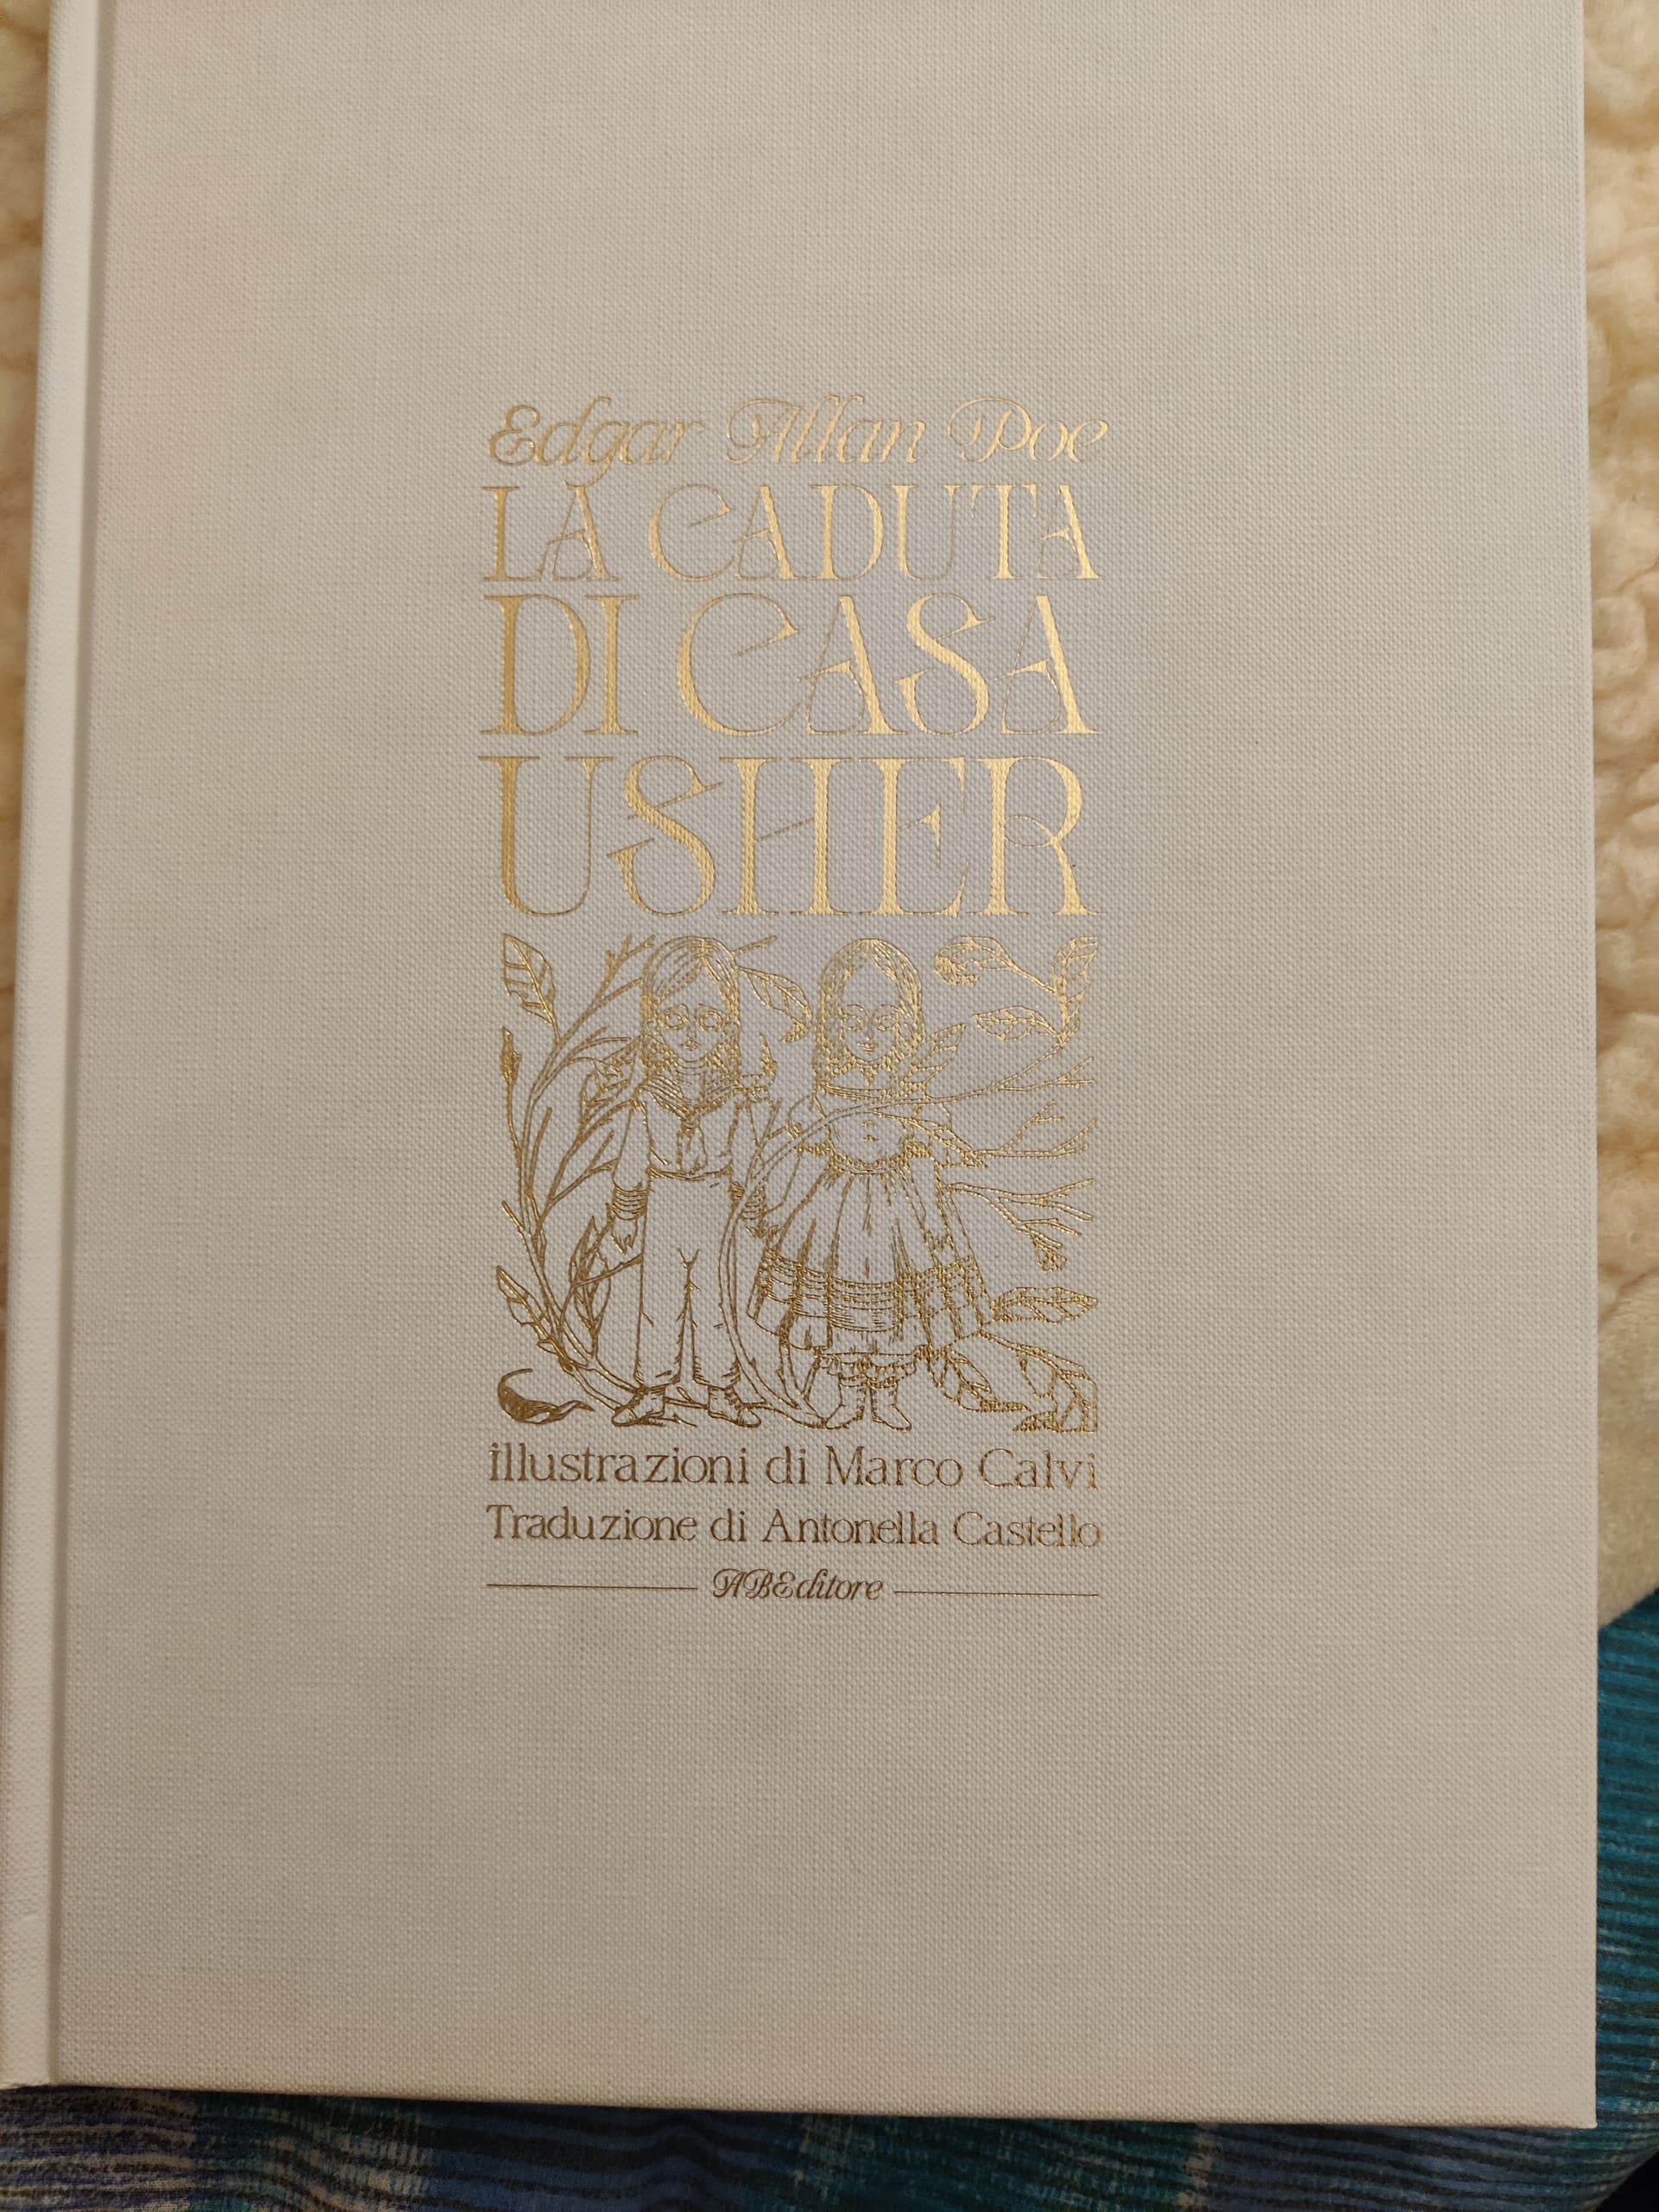 Edgar Allan Poe
LA CADUTA
DI CASA
USHER
illustrazioni di Marco Calvi
Traduzione di Antonella Castello
ABEditore